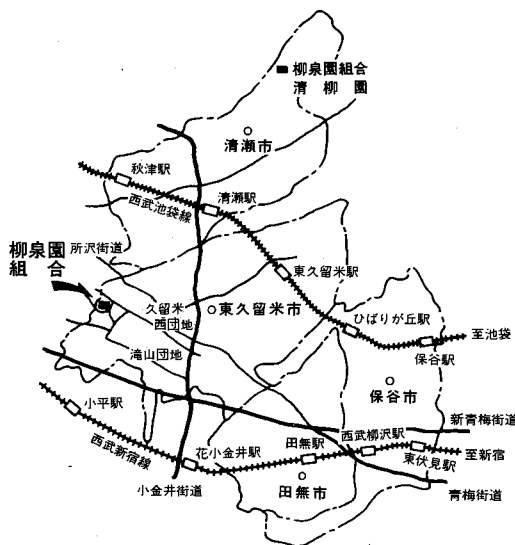 柳泉園組合
清柳園
清瀬市
秋津駅
清瀬駅
西武池袋線
所沢街道
柳泉園
組合
東久留米駅
久留米
西団地
東久留米市
ひばりが丘駅
至池袋
滝山団地
保谷駅
保谷市
小平駅
新青梅街道
西武新宿線
花小金井駅
田無駅
西武柳沢駅
至新宿
東伏見駅
小金井街道
田無市
青梅街道